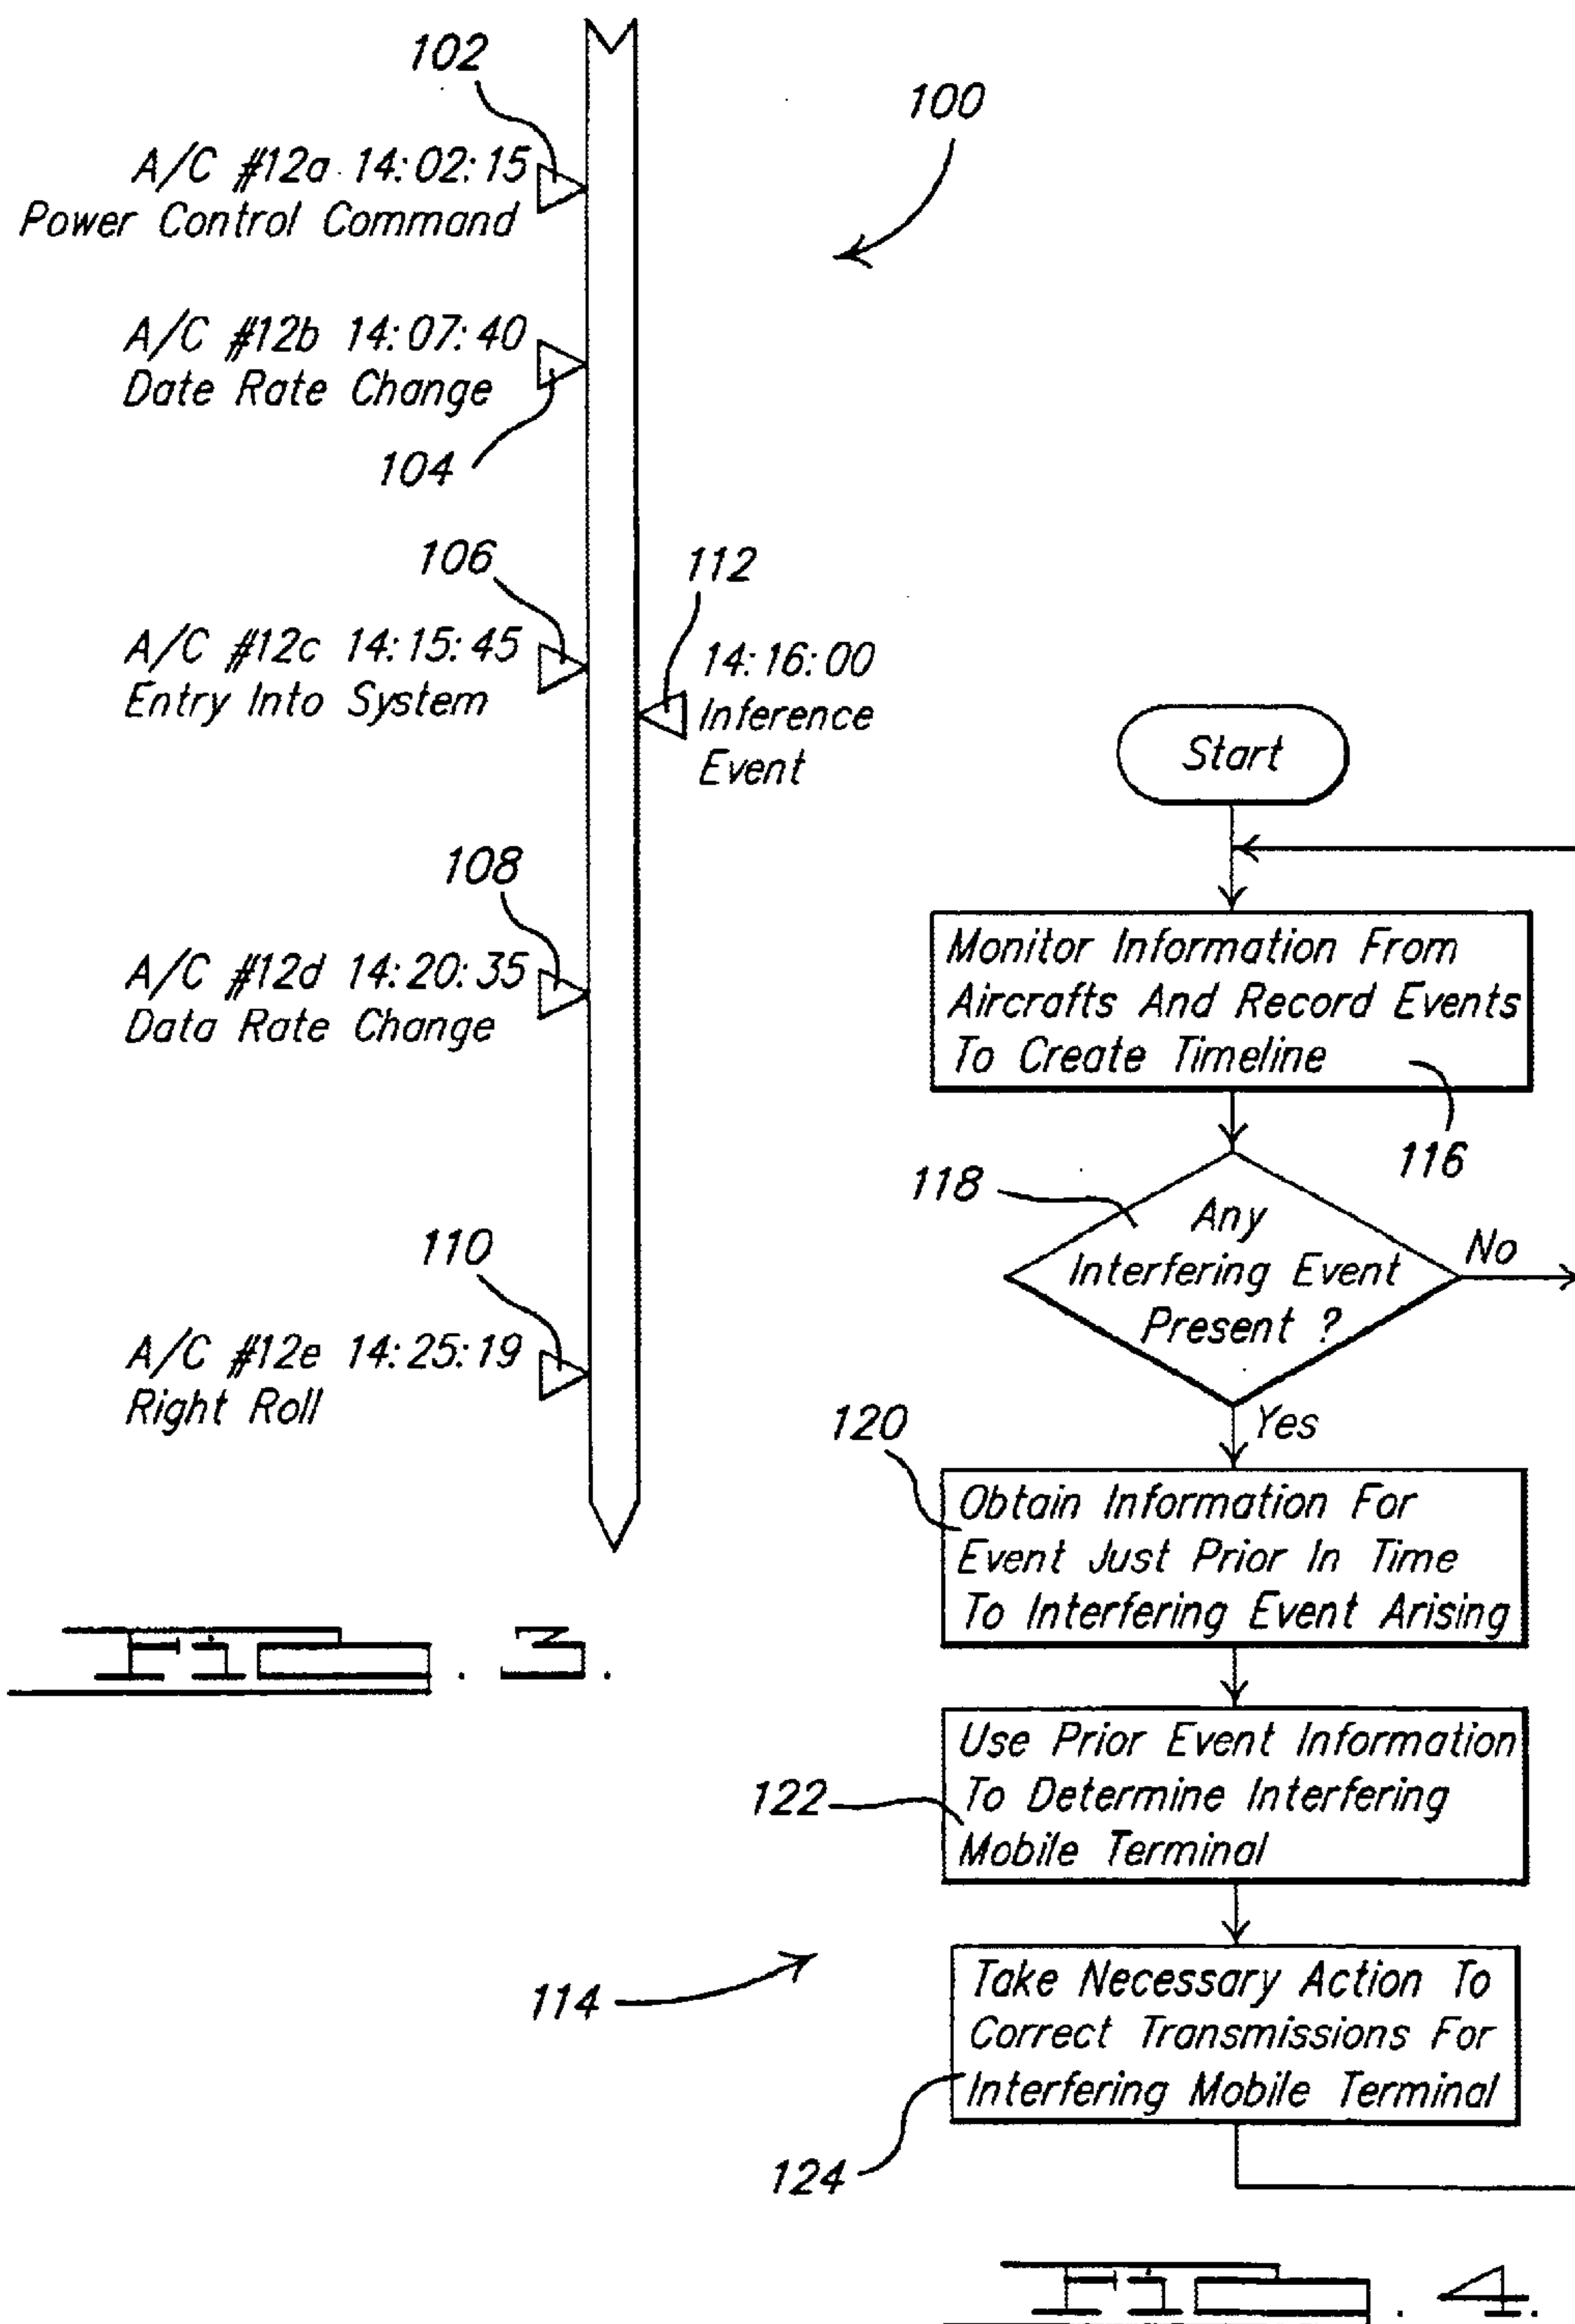 102
100
A/C #12a 14:02:15
Power Control Command
A/C #12b 14:07:40
Date Rate Change
104
106
112
A/C #12c 14:15:45
Entry Into System
14:16:00
Inference
Event
108
A/C #12d 14:20:35
Data Rate Change
110
A/C #12e 14:25:19
Right Roll
FIG. 3.
Start
Monitor Information From
Aircrafts And Record Events
To Create Timeline
116
118
Any
Interfering Event
Present ?
No
Yes
120
Obtain Information For
Event Just Prior In Time
To Interfering Event Arising
Use Prior Event Information
To Determine Interfering
Mobile Terminal
122
114
Take Necessary Action To
Correct Transmissions For
Interfering Mobile Terminal
124
FIG. 4.